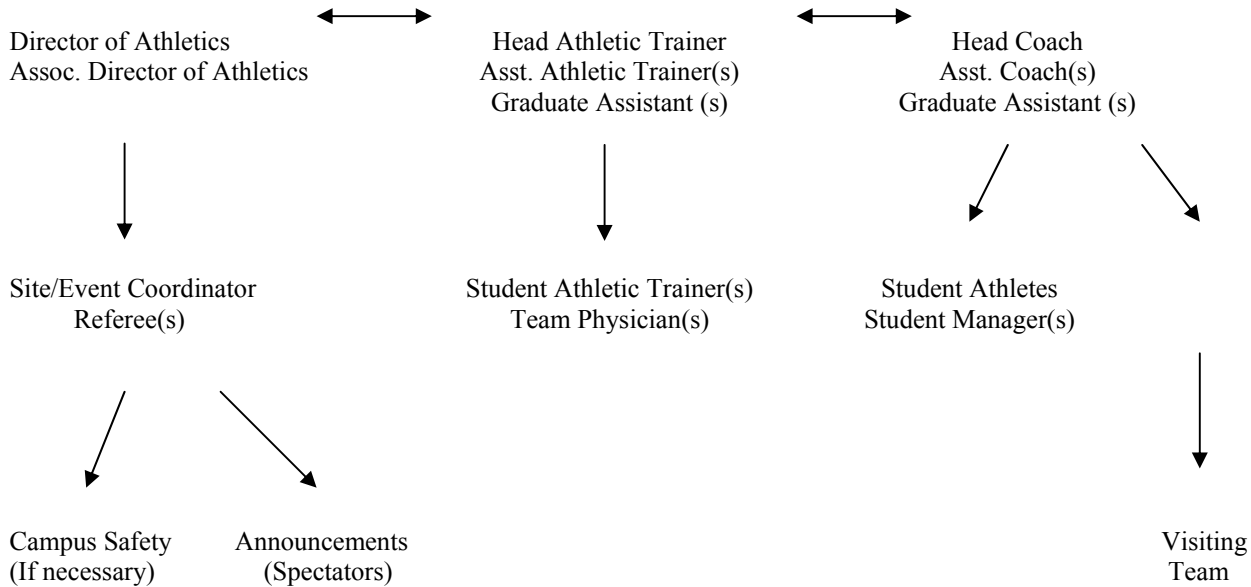 Director of Athletics
Assoc. Director of Athletics
Head Athletic Trainer
Asst. Athletic Trainer(s)
Graduate Assistant (s)
Head Coach
Asst. Coach(s)
Graduate Assistant (s)
Site/Event Coordinator
Referee(s)
Student Athletic Trainer(s)
Team Physician(s)
Student Athletes
Student Manager(s)
Campus Safety
(If necessary)
Announcements
(Spectators)
Visiting
Team